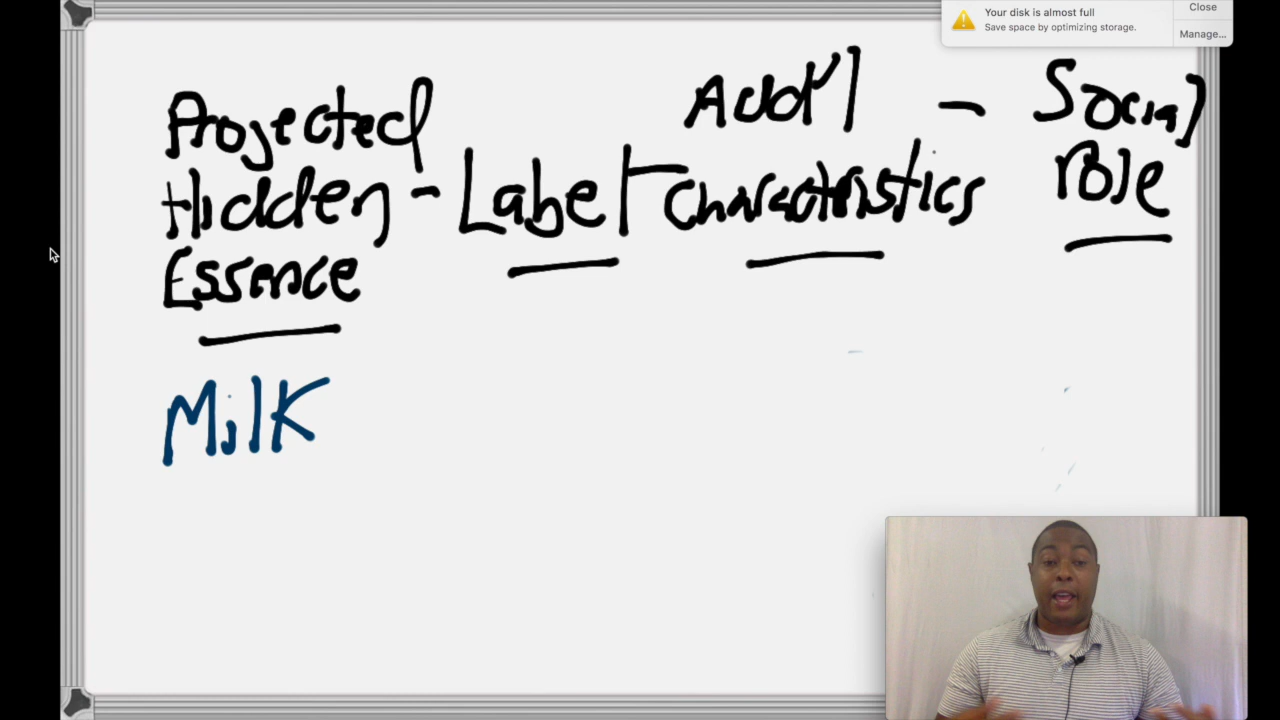 Your disk is almost full
Save space by optimizing storage.
Close
Manage...
Projected
Hidden - Label - Add'l characteristics - Social role
Essence
Milk